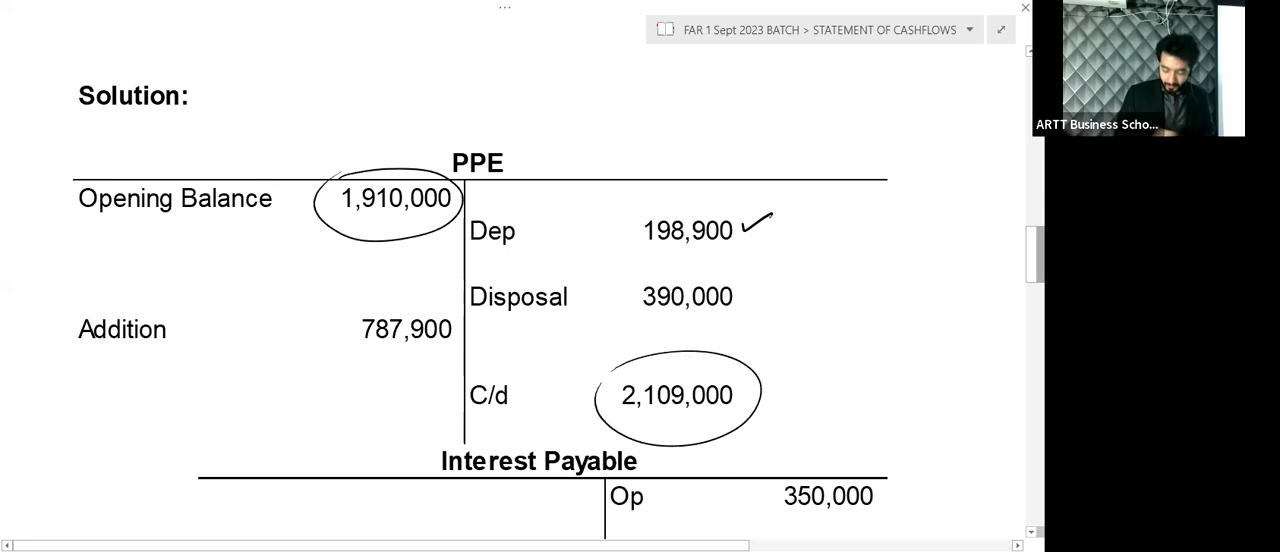 FAR 1 Sept 2023 BATCH > STATEMENT OF CASHFLOWS
ARTT Business Scho...
Solution:
PPE
Opening Balance 1,910,000
Dep 198,900
Disposal 390,000
Addition 787,900
C/d 2,109,000
Interest Payable
Op 350,000